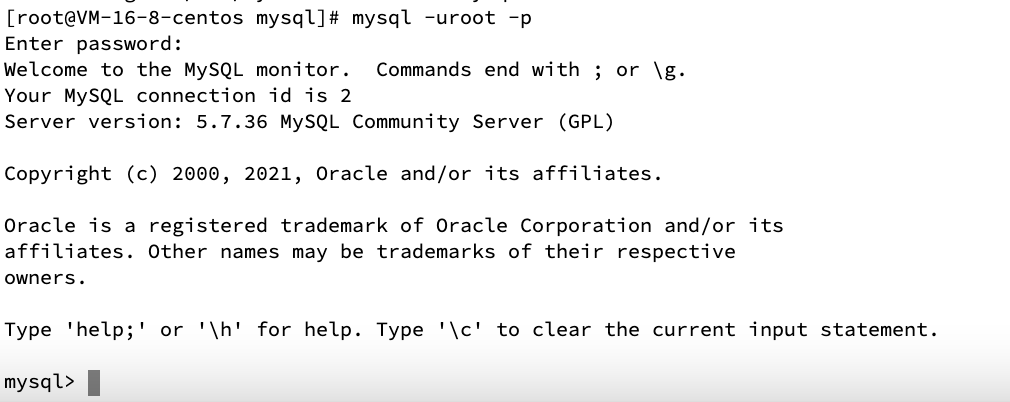 [root@VM-16-8-centos mysql]# mysql -uroot -p
Enter password:
Welcome to the MySQL monitor.  Commands end with ; or \g.
Your MySQL connection id is 2
Server version: 5.7.36 MySQL Community Server (GPL)
Copyright (c) 2000, 2021, Oracle and/or its affiliates.
Oracle is a registered trademark of Oracle Corporation and/or its
affiliates. Other names may be trademarks of their respective
owners.
Type 'help;' or '\h' for help. Type '\c' to clear the current input statement.
mysql>